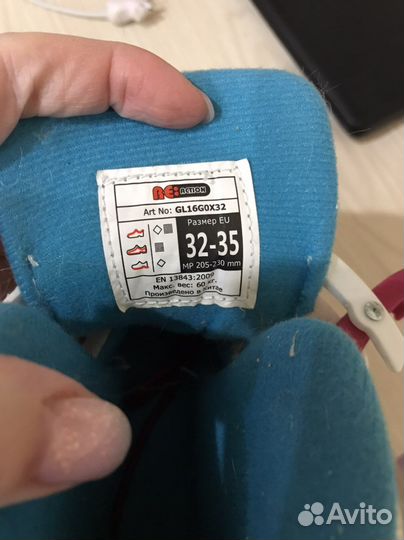 RE:ACTION
Art No: GL16G0X32
Размер EU
32-35
MP 205-230 mm
EN 13843:2009
Макс. вес: 60 кг.
Произведено в Китае
Avito